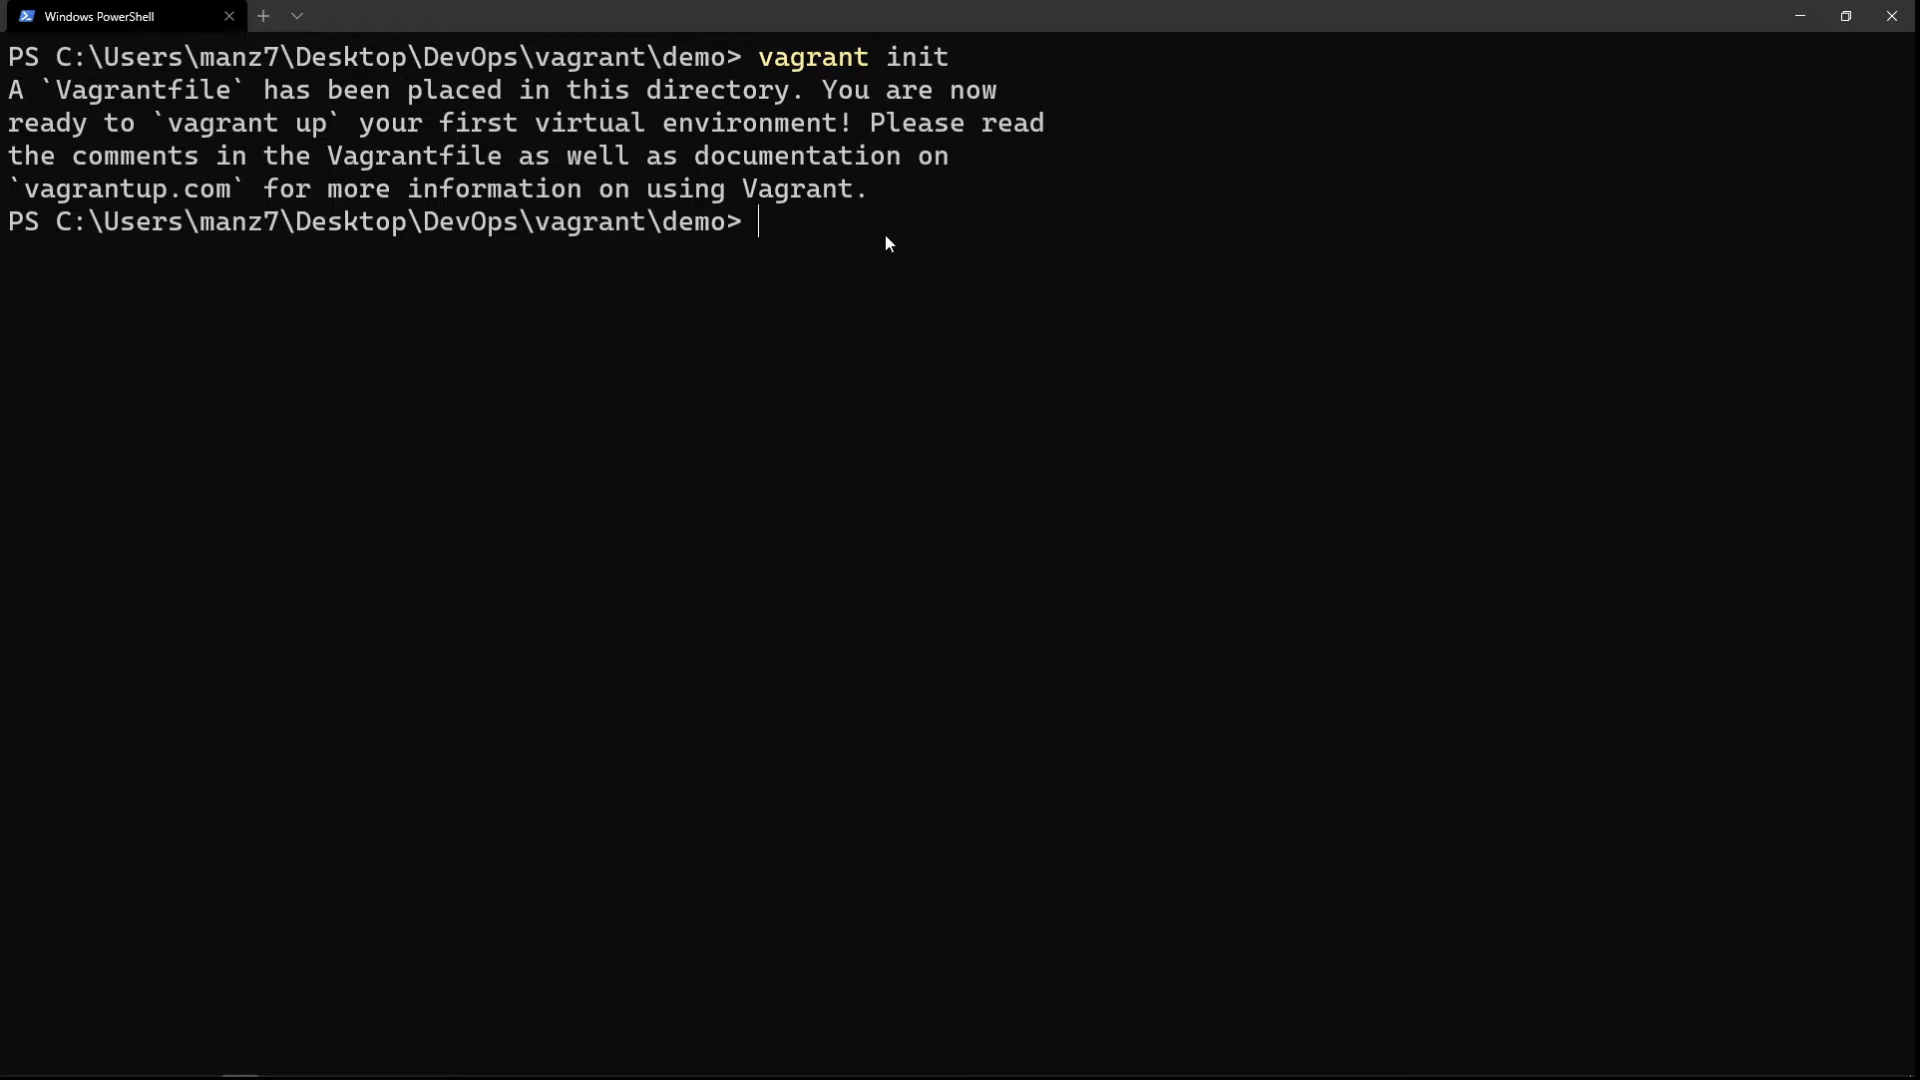 Windows PowerShell
PS C:\Users\manz7\Desktop\DevOps\vagrant\demo> vagrant init
A `Vagrantfile` has been placed in this directory. You are now
ready to `vagrant up` your first virtual environment! Please read
the comments in the Vagrantfile as well as documentation on
`vagrantup.com` for more information on using Vagrant.
PS C:\Users\manz7\Desktop\DevOps\vagrant\demo>